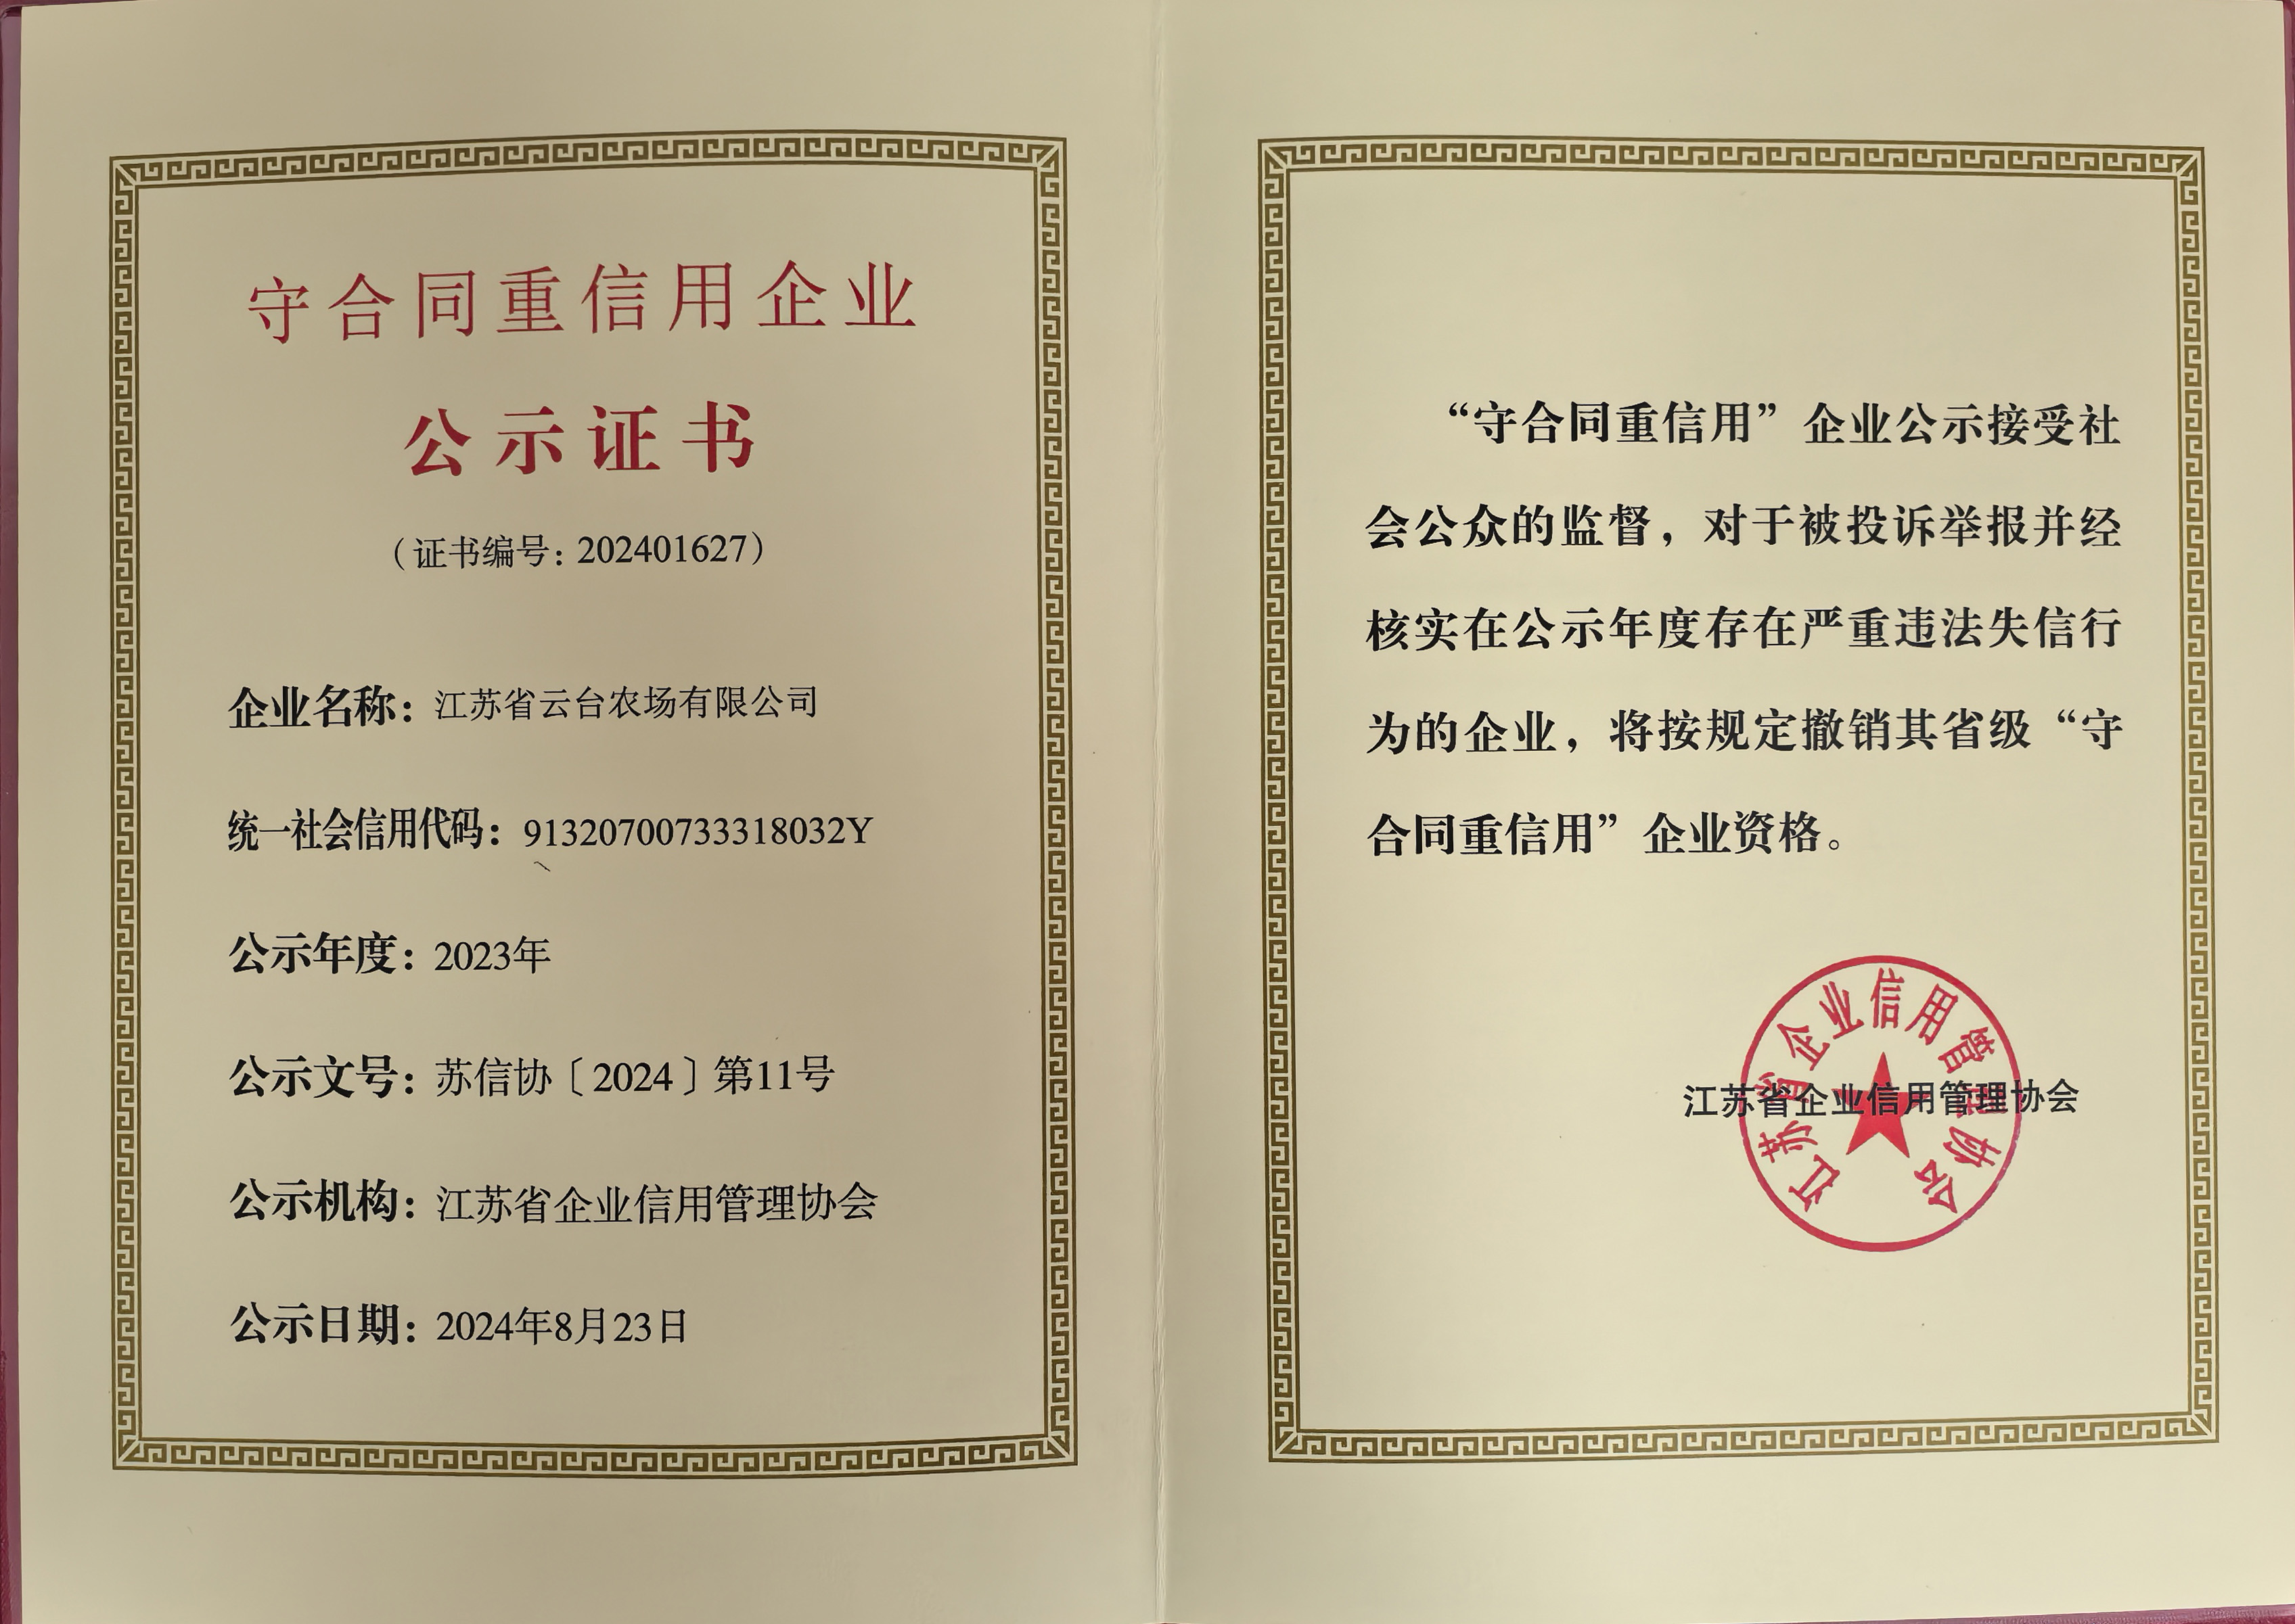 守合同重信用企业
公示证书
（证书编号：202401627）
企业名称：江苏省云台农场有限公司
统一社会信用代码：91320700733318032Y
公示年度：2023年
公示文号：苏信协〔2024〕第11号
公示机构：江苏省企业信用管理协会
公示日期：2024年8月23日
“守合同重信用”企业公示接受社
会公众的监督，对于被投诉举报并经
核实在公示年度存在严重违法失信行
为的企业，将按规定撤销其省级“守
合同重信用”企业资格。
江苏省企业信用管理协会
江苏省企业信用管理协会